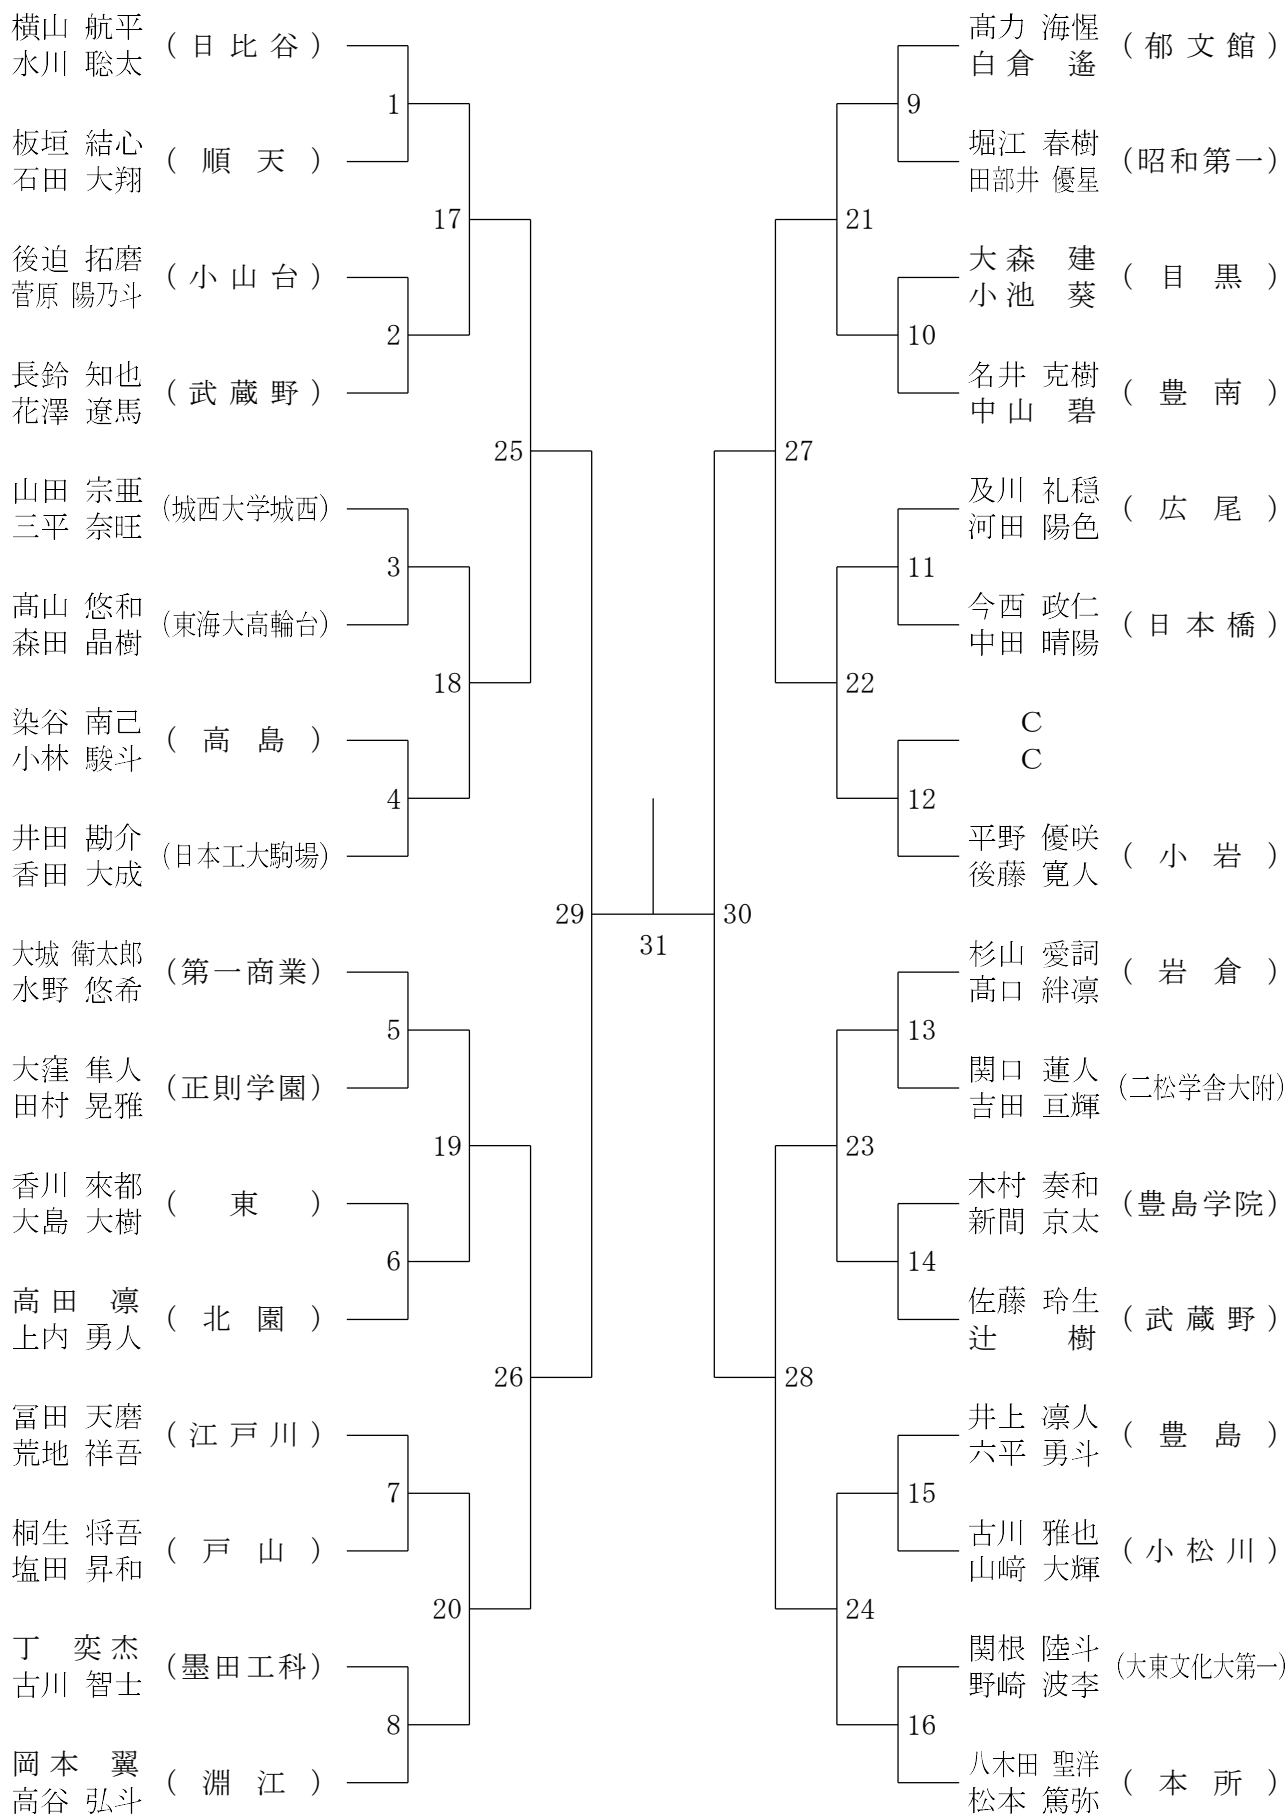 横山 航平
水川 聡太
(日比谷)
1
板垣 結心
石田 大翔
(順天)
17
後迫 拓磨
菅原 陽乃斗
(小山台)
2
長鈴 知也
花澤 遼馬
(武蔵野)
25
山田 宗亜
三平 奈旺
(城西大学城西)
3
髙山 悠和
森田 晶樹
(東海大高輪台)
18
染谷 南己
小林 駿斗
(高島)
4
井田 勘介
香田 大成
(日本工大駒場)
29
大城 衛太郎
水野 悠希
(第一商業)
5
大窪 隼人
田村 晃雅
(正則学園)
19
香川 來都
大島 大樹
(東)
6
高田 凛
上内 勇人
(北園)
26
冨田 天磨
荒地 祥吾
(江戸川)
7
桐生 将吾
塩田 昇和
(戸山)
20
丁 奕杰
古川 智士
(墨田工科)
8
岡本 翼
高谷 弘斗
(淵江)
31
髙力 海惺
白倉 遙
(郁文館)
9
堀江 春樹
田部井 優星
(昭和第一)
21
大森 建
小池 葵
(目黒)
10
名井 克樹
中山 碧
(豊南)
27
及川 礼穏
河田 陽色
(広尾)
11
今西 政仁
中田 晴陽
(日本橋)
22
C
C
12
平野 優咲
後藤 寛人
(小岩)
30
杉山 愛詞
髙口 絆凛
(岩倉)
13
関口 蓮人
吉田 亘輝
(二松学舎大附)
23
木村 奏和
新間 京太
(豊島学院)
14
佐藤 玲生
辻 樹
(武蔵野)
28
井上 凛人
六平 勇斗
(豊島)
15
古川 雅也
山﨑 大輝
(小松川)
24
関根 陸斗
野崎 波李
(大東文化大第一)
16
八木田 聖洋
松本 篤弥
(本所)